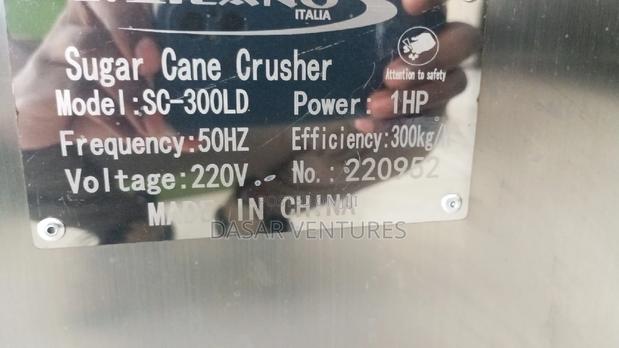 ITALIA
Sugar Cane Crusher
Attention to safety
Model:SC-300LD Power: 1HP
Frequency:50HZ Efficiency:300kg/
Voltage:220V No.: 220952
MADE IN CHINA
DASAR VENTURES